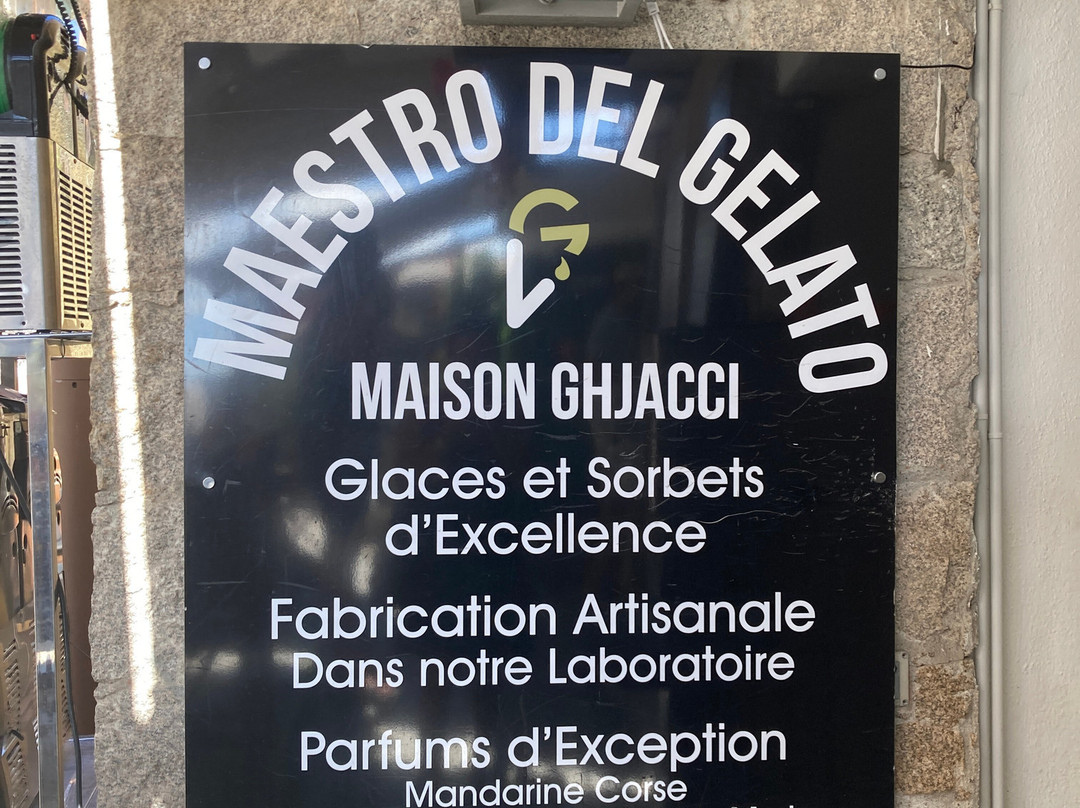 MAESTRO DEL GELATO
MAISON GHJACCI
Glaces et Sorbets
d'Excellence
Fabrication Artisanale
Dans notre Laboratoire
Parfums d'Exception
Mandarine Corse